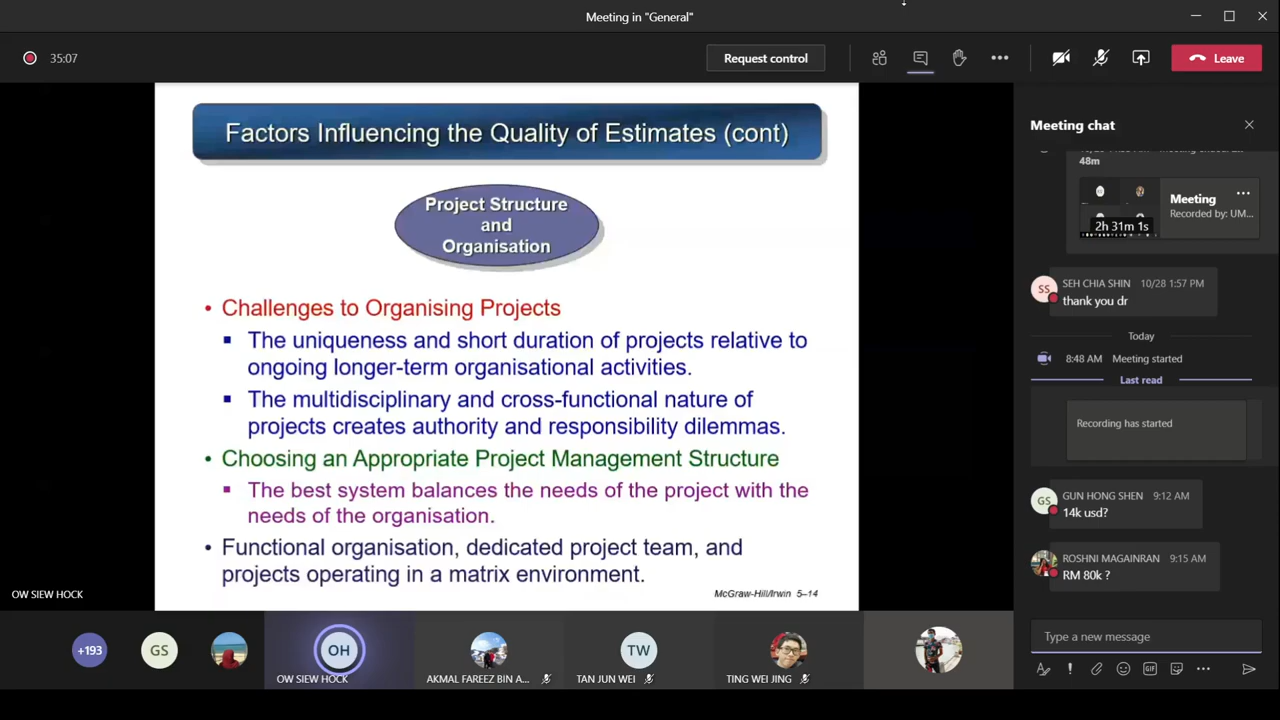 Meeting in "General"
35:07
Request control
Leave
Factors Influencing the Quality of Estimates (cont)
Project Structure
and
Organisation
• Challenges to Organising Projects
▪ The uniqueness and short duration of projects relative to
ongoing longer-term organisational activities.
▪ The multidisciplinary and cross-functional nature of
projects creates authority and responsibility dilemmas.
• Choosing an Appropriate Project Management Structure
▪ The best system balances the needs of the project with the
needs of the organisation.
• Functional organisation, dedicated project team, and
projects operating in a matrix environment.
McGraw-Hill/Irwin 5–14
OW SIEW HOCK
+193
GS
OH
OW SIEW HOCK
AKMAL FAREEZ BIN A...
TW
TAN JUN WEI
TING WEI JING
Meeting chat
48m
Meeting
Recorded by: UM...
2h 31m 1s
SS
SEH CHIA SHIN 10/28 1:57 PM
thank you dr
Today
8:48 AM Meeting started
Last read
Recording has started
GS
GUN HONG SHEN 9:12 AM
14k usd?
ROSHNI MAGAINRAN 9:15 AM
RM 80k ?
Type a new message
GIF